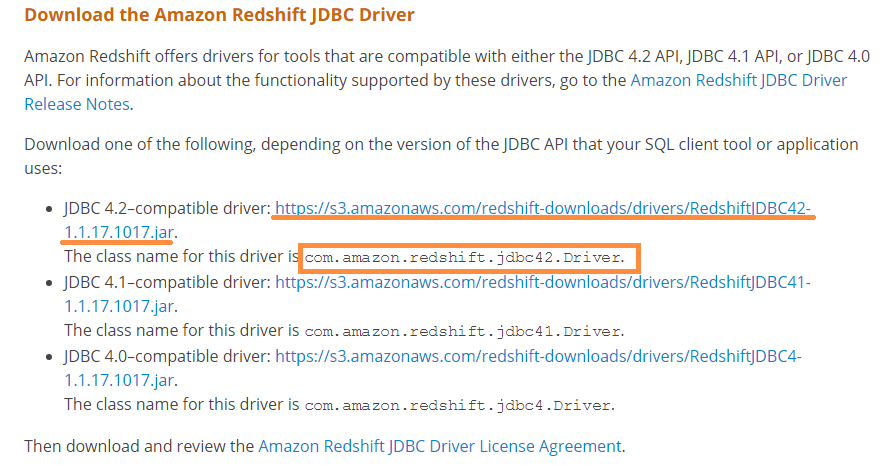 Download the Amazon Redshift JDBC Driver
Amazon Redshift offers drivers for tools that are compatible with either the JDBC 4.2 API, JDBC 4.1 API, or JDBC 4.0
API. For information about the functionality supported by these drivers, go to the Amazon Redshift JDBC Driver
Release Notes.
Download one of the following, depending on the version of the JDBC API that your SQL client tool or application
uses:
• JDBC 4.2–compatible driver: https://s3.amazonaws.com/redshift-downloads/drivers/RedshiftJDBC42-
1.1.17.1017.jar.
The class name for this driver is com.amazon.redshift.jdbc42.Driver.
• JDBC 4.1–compatible driver: https://s3.amazonaws.com/redshift-downloads/drivers/RedshiftJDBC41-
1.1.17.1017.jar.
The class name for this driver is com.amazon.redshift.jdbc41.Driver.
• JDBC 4.0–compatible driver: https://s3.amazonaws.com/redshift-downloads/drivers/RedshiftJDBC4-
1.1.17.1017.jar.
The class name for this driver is com.amazon.redshift.jdbc4.Driver.
Then download and review the Amazon Redshift JDBC Driver License Agreement.